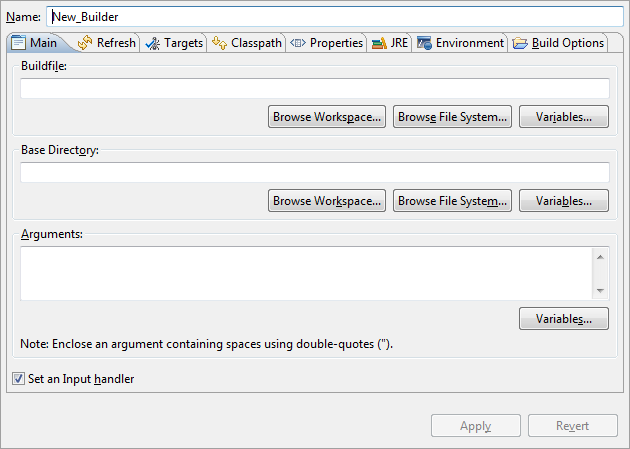 Name: New_Builder
Main Refresh Targets Classpath Properties JRE Environment Build Options
Buildfile:
Browse Workspace... Browse File System... Variables...
Base Directory:
Browse Workspace... Browse File System... Variables...
Arguments:
Variables...
Note: Enclose an argument containing spaces using double-quotes (").
Set an Input handler
Apply Revert